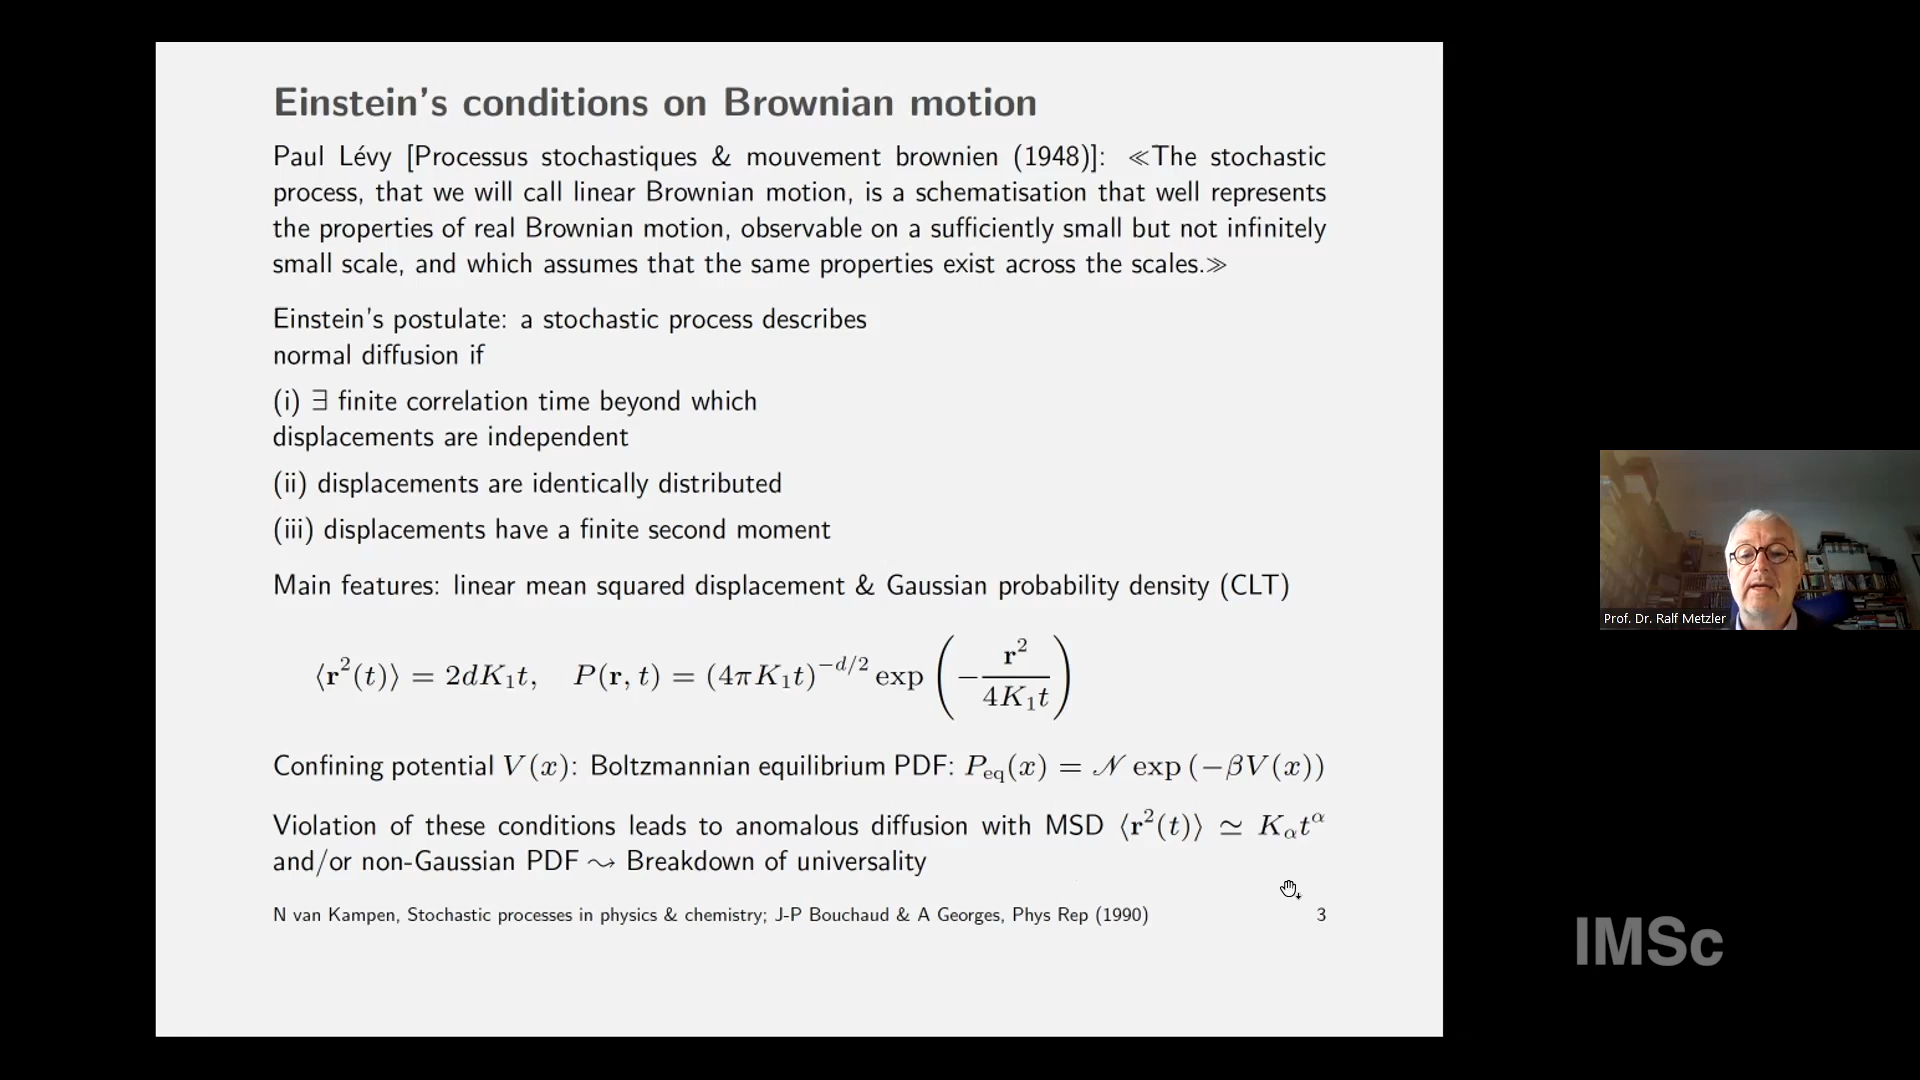 Einstein's conditions on Brownian motion
Paul Lévy [Processus stochastiques & mouvement brownien (1948)]: ≪The stochastic
process, that we will call linear Brownian motion, is a schematisation that well represents
the properties of real Brownian motion, observable on a sufficiently small but not infinitely
small scale, and which assumes that the same properties exist across the scales.≫
Einstein's postulate: a stochastic process describes
normal diffusion if
(i) ∃ finite correlation time beyond which
displacements are independent
(ii) displacements are identically distributed
(iii) displacements have a finite second moment
Main features: linear mean squared displacement & Gaussian probability density (CLT)
⟨r²(t)⟩ = 2dK₁t, P(r, t) = (4πK₁t)^{−d/2} exp(−r²/(4K₁t))
Confining potential V(x): Boltzmannian equilibrium PDF: P_eq(x) = 𝒩 exp (−βV(x))
Violation of these conditions leads to anomalous diffusion with MSD ⟨r²(t)⟩ ≃ K_α t^α
and/or non-Gaussian PDF ⤳ Breakdown of universality
N van Kampen, Stochastic processes in physics & chemistry; J-P Bouchaud & A Georges, Phys Rep (1990) 3
Prof. Dr. Ralf Metzler
IMSc